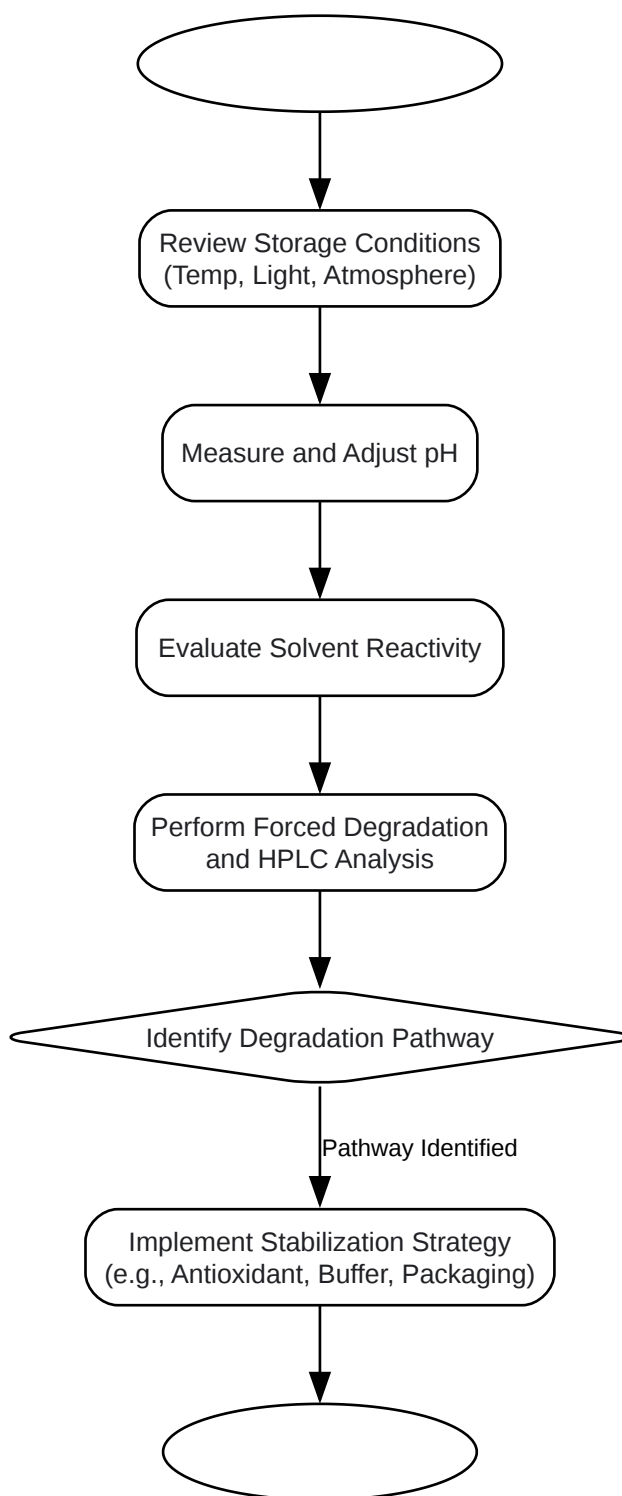 Review Storage Conditions
(Temp, Light, Atmosphere)
Measure and Adjust pH
Evaluate Solvent Reactivity
Perform Forced Degradation
and HPLC Analysis
Identify Degradation Pathway
Pathway Identified
Implement Stabilization Strategy
(e.g., Antioxidant, Buffer, Packaging)